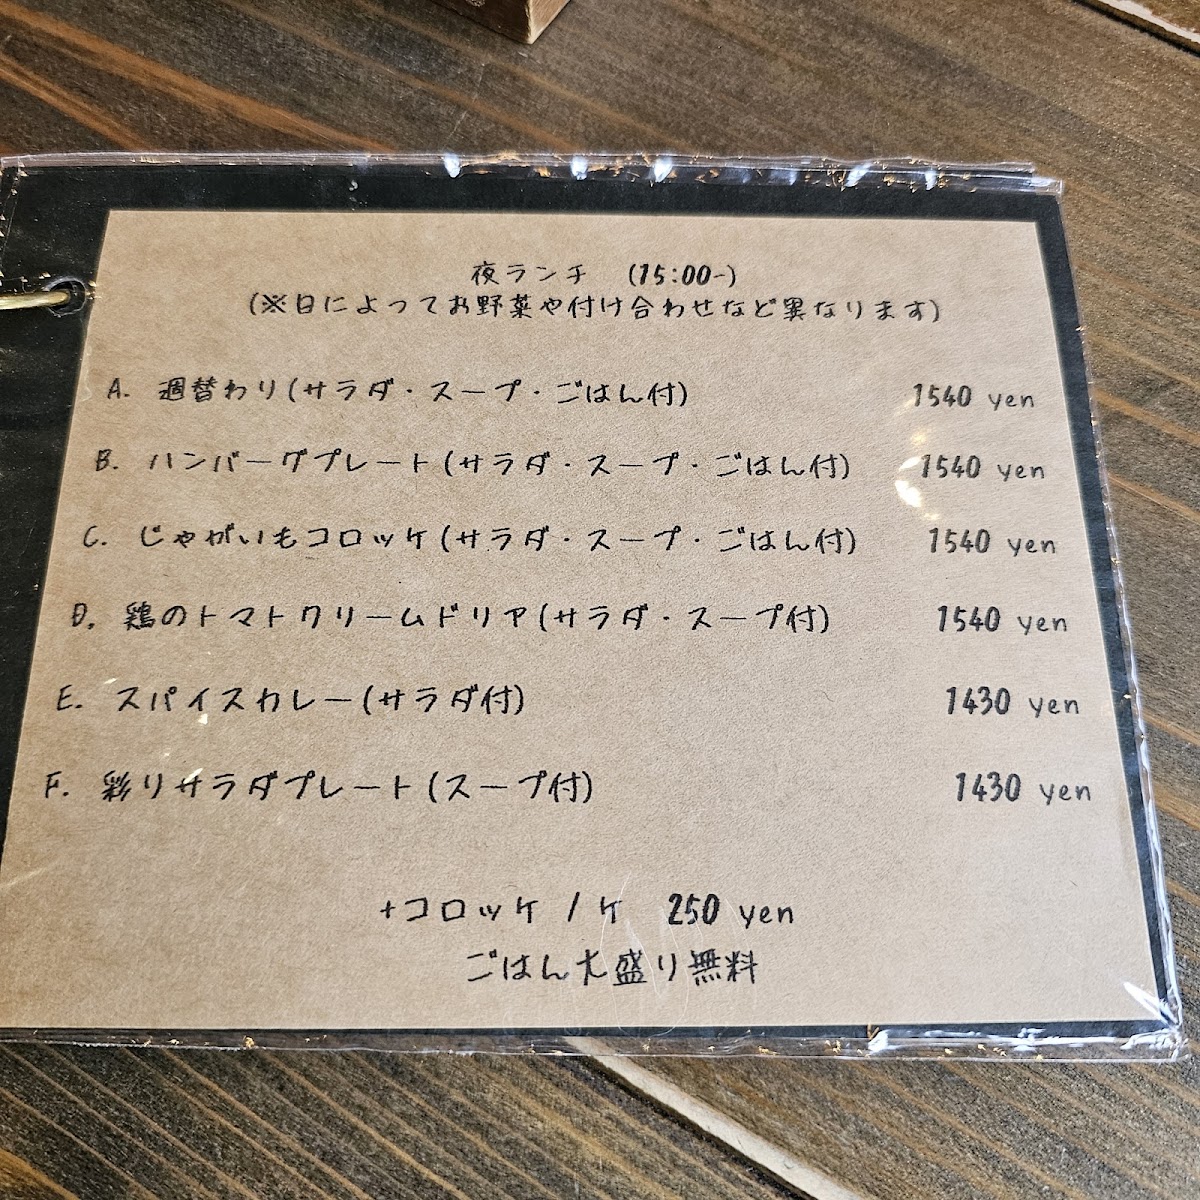 夜ランチ (15:00-)
(※日によってお野菜や付け合わせなど異なります)
A. 週替わり(サラダ・スープ・ごはん付) 1540 yen
B. ハンバーグプレート(サラダ・スープ・ごはん付) 1540 yen
C. じゃがいもコロッケ(サラダ・スープ・ごはん付) 1540 yen
D. 鶏のトマトクリームドリア(サラダ・スープ付) 1540 yen
E. スパイスカレー(サラダ付) 1430 yen
F. 彩りサラダプレート(スープ付) 1430 yen
+コロッケ 1ケ 250 yen
ごはん大盛り無料